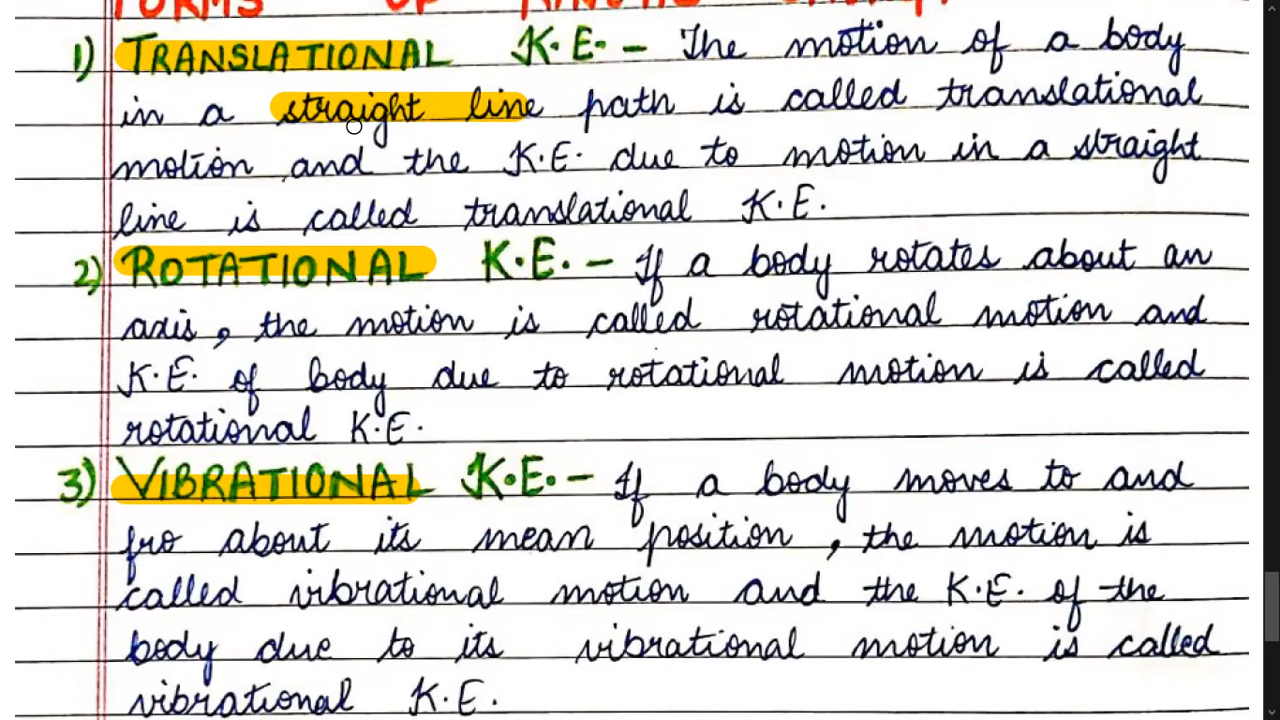 FORMS OF KINETIC ENERGY
1) TRANSLATIONAL K.E. - The motion of a body
in a straight line path is called translational
motion and the K.E. due to motion in a straight
line is called translational K.E.
2) ROTATIONAL K.E. - If a body rotates about an
axis, the motion is called rotational motion and
K.E. of body due to rotational motion is called
rotational K.E.
3) VIBRATIONAL K.E. - If a body moves to and
fro about its mean position, the motion is
called vibrational motion and the K.E. of the
body due to its vibrational motion is called
vibrational K.E.